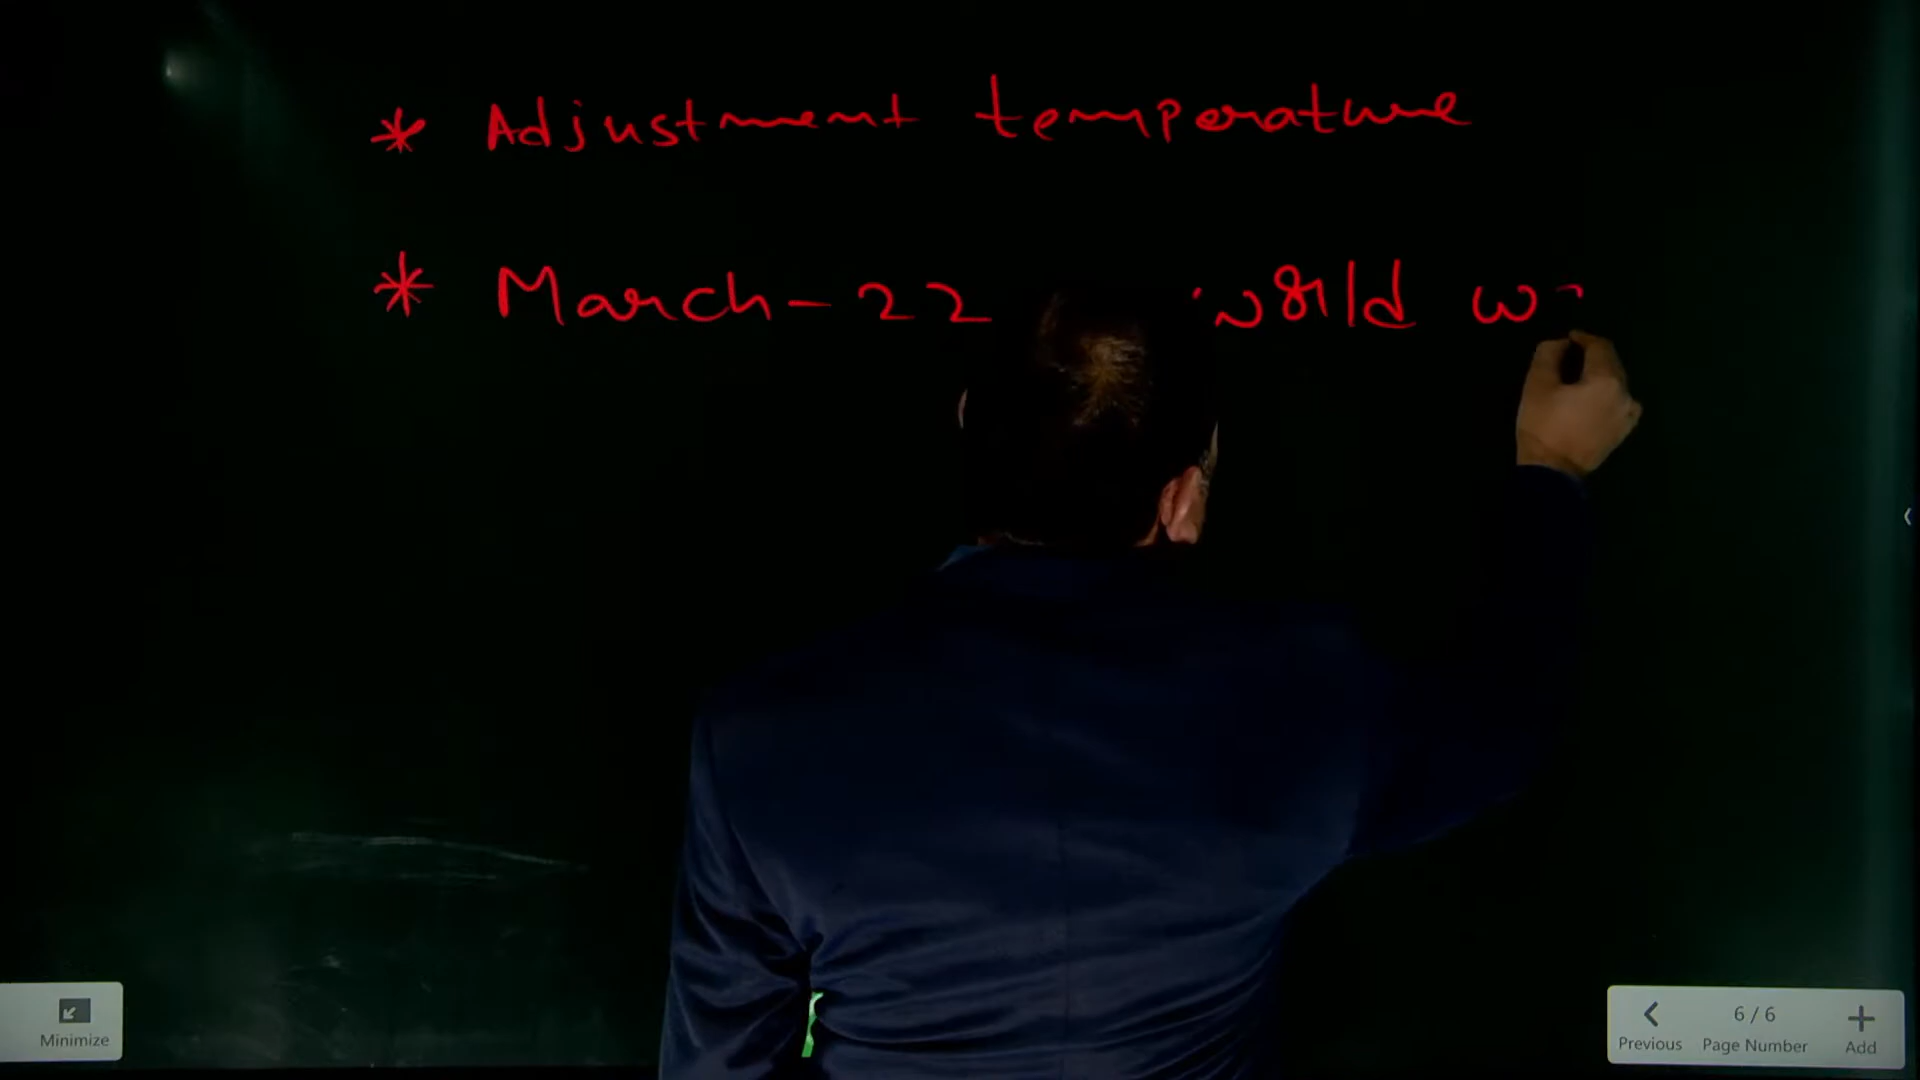 * Adjustment temperature
* March-22 world w
Minimize
6 / 6
Previous Page Number Add